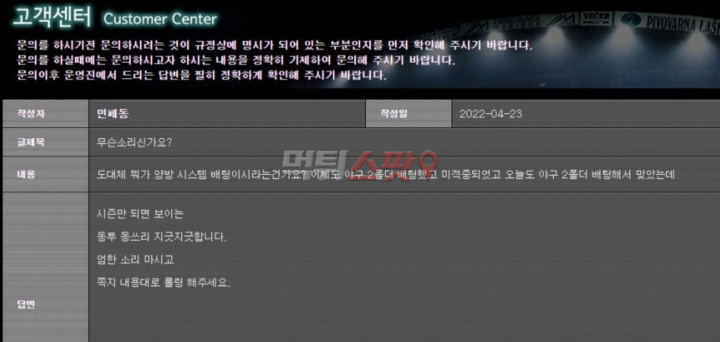 고객센터 Customer Center
PIVOVARNA LASK
문의를 하시기전 문의하시려는 것이 규정상에 명시가 되어 있는 부분인지를 먼저 확인해 주시기 바랍니다.
문의를 하실때에는 문의하시고자 하시는 내용을 정확히 기제하여 문의해 주시기 바랍니다.
문의이후 운영진에서 드리는 답변을 필히 정확하게 확인해 주시기 바랍니다.
작성자 민페동 작성일 2022-04-23
글제목 무슨소리신가요?
먹튀스팟
내용 도대체 뭐가 양방 시스템 배팅이시라는건가요? 어제도 야구 2폴더 배팅했고 미적중되었고 오늘도 야구 2폴더 배팅해서 맞았는데
시즌만 되면 보이는
동투 동쓰리 지긋지긋합니다.
엄한 소리 마시고
답변 쪽지 내용대로 롤링 해주세요.